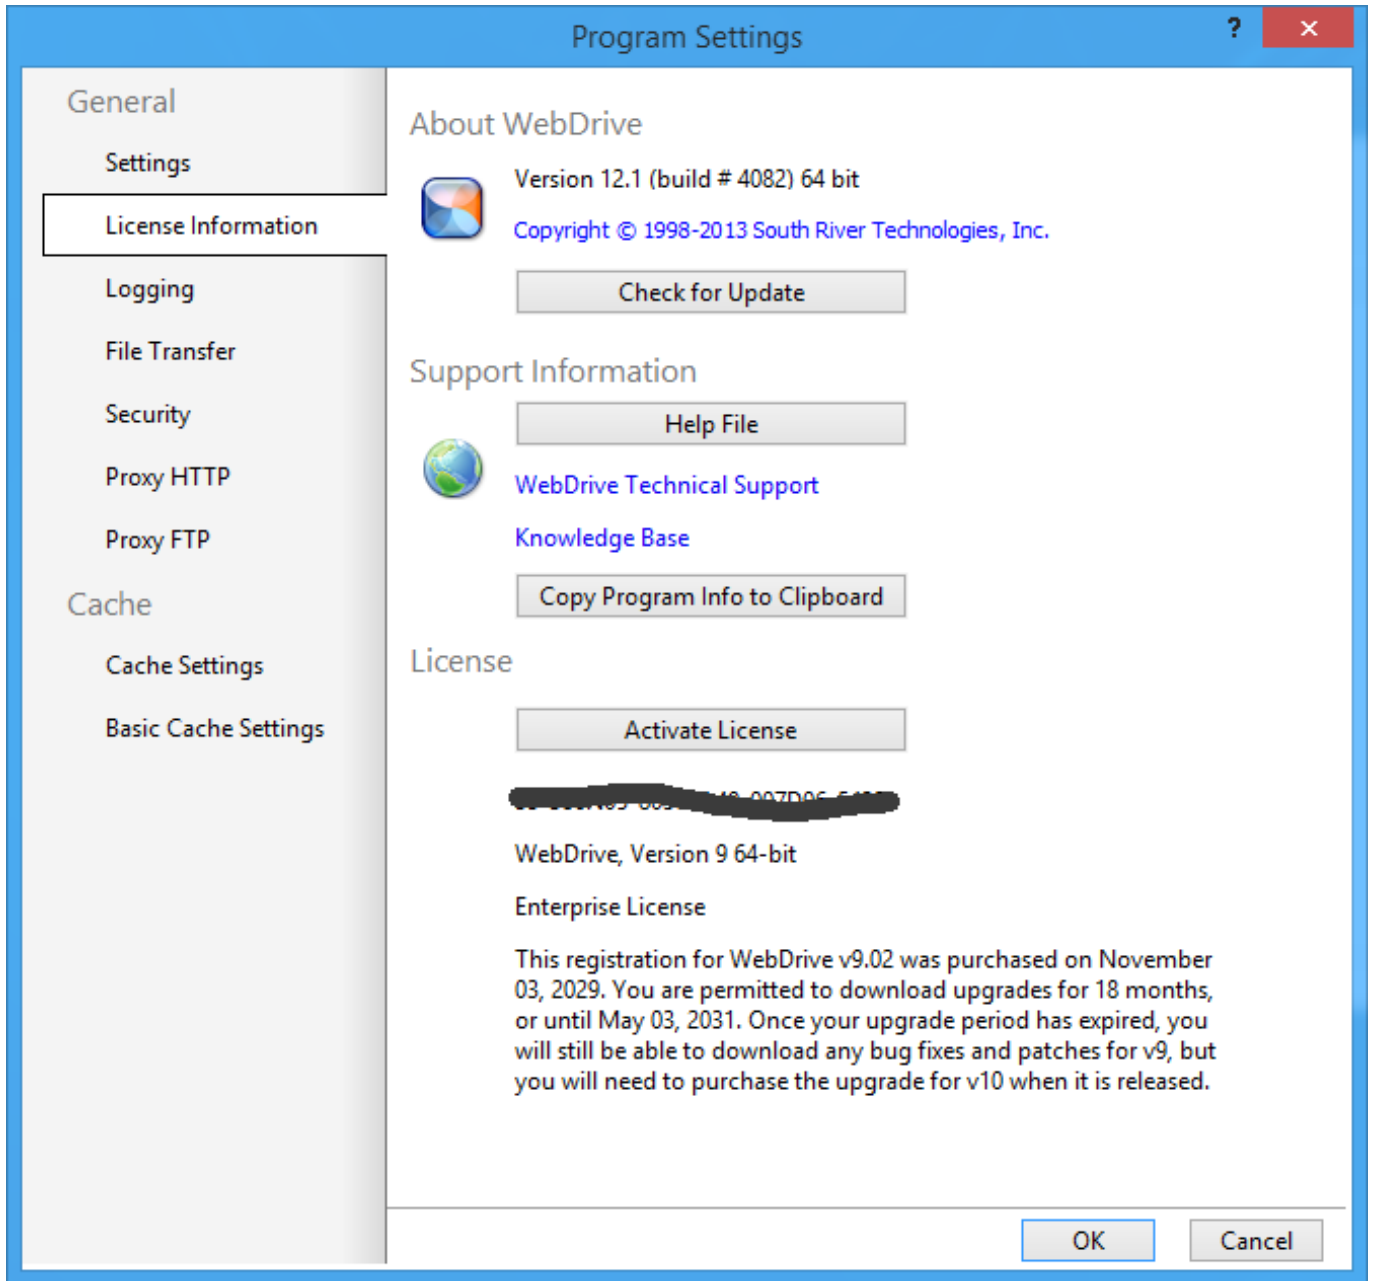 Program Settings
?
General
Settings
License Information
Logging
File Transfer
Security
Proxy HTTP
Proxy FTP
Cache
Cache Settings
Basic Cache Settings
About WebDrive
Version 12.1 (build # 4082) 64 bit
Copyright © 1998-2013 South River Technologies, Inc.
Check for Update
Support Information
Help File
WebDrive Technical Support
Knowledge Base
Copy Program Info to Clipboard
License
Activate License
WebDrive, Version 9 64-bit
Enterprise License
This registration for WebDrive v9.02 was purchased on November
03, 2029. You are permitted to download upgrades for 18 months,
or until May 03, 2031. Once your upgrade period has expired, you
will still be able to download any bug fixes and patches for v9, but
you will need to purchase the upgrade for v10 when it is released.
OK
Cancel